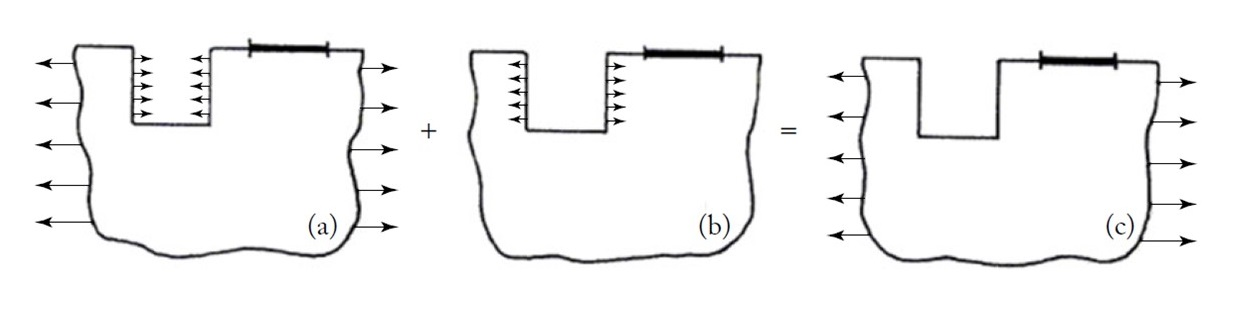 (a) + (b) = (c)